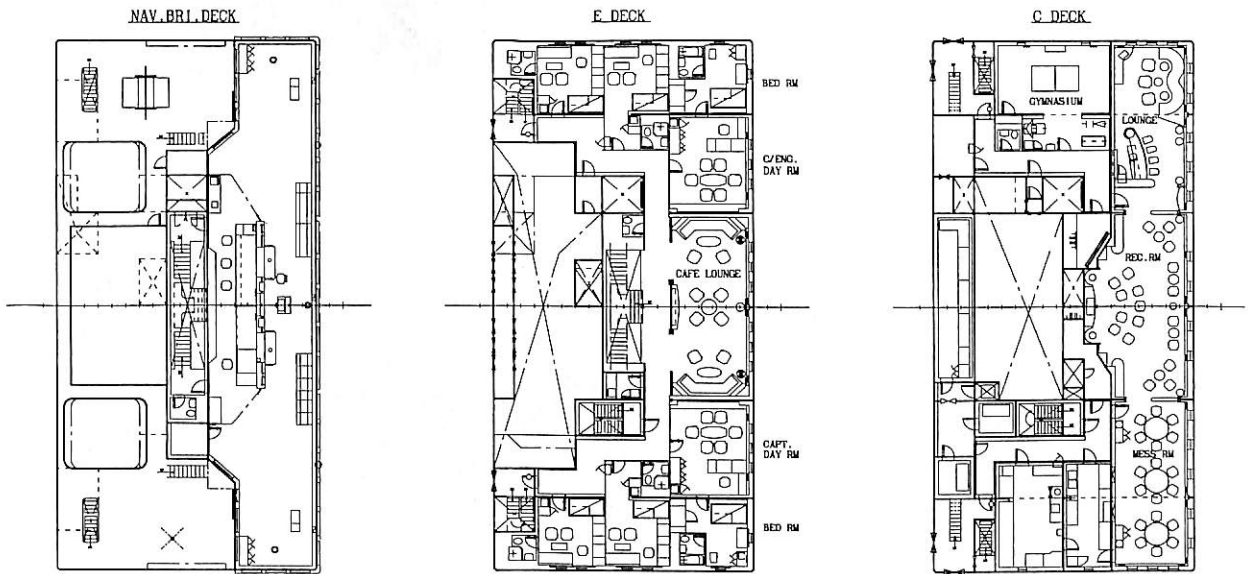 NAV.BRI.DECK
E DECK
C DECK
BED RM
C/ENG.
DAY RM
CAFE LOUNGE
CAPT.
DAY RM
BED RM
GYMNASIUM
LOUNGE
REC.RM
MESS RM